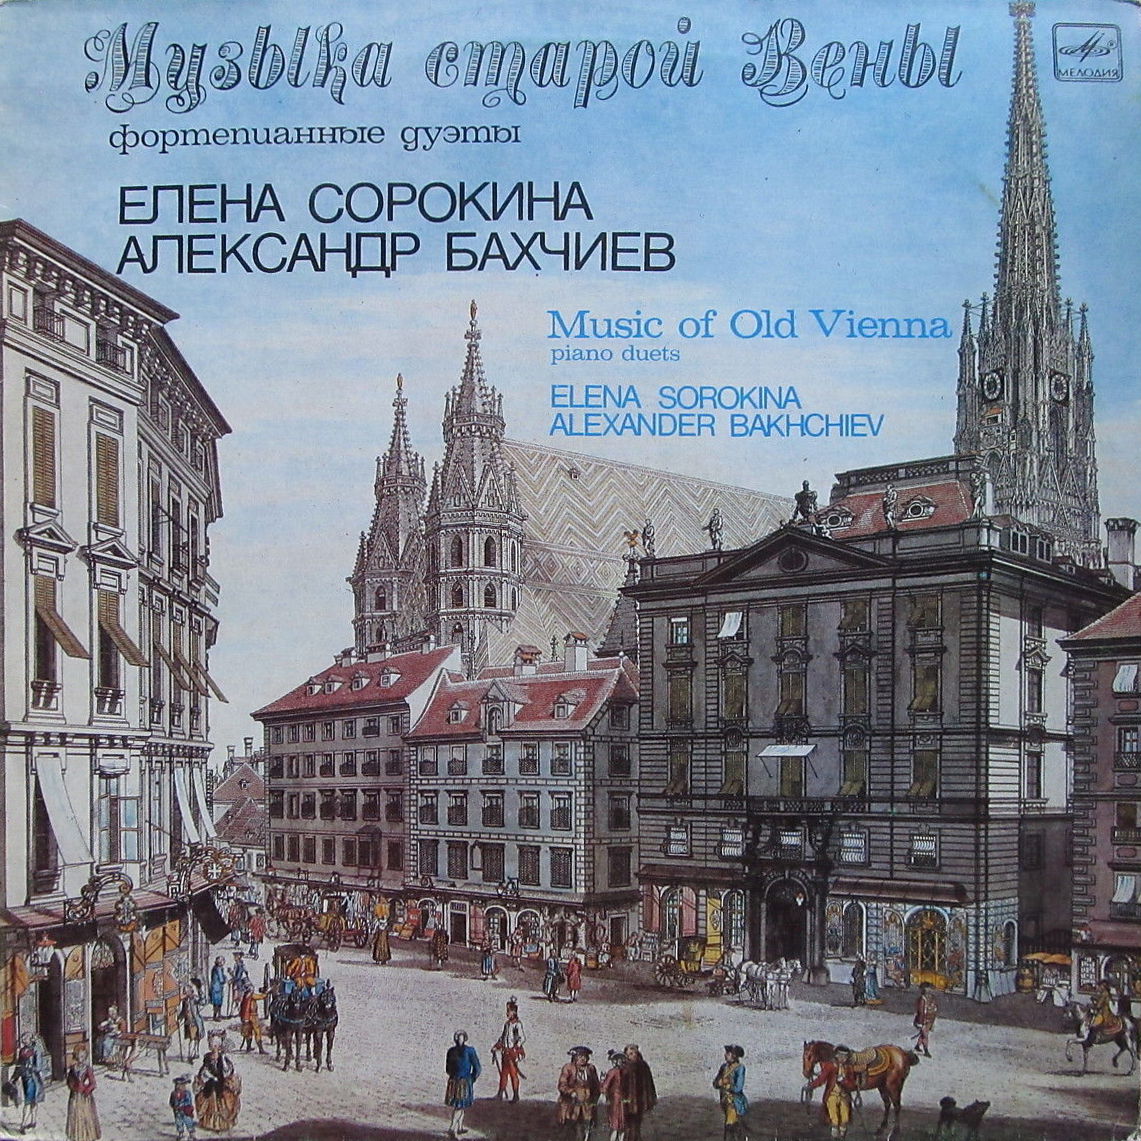 Музыка старой Вены
МЕЛОДИЯ
фортепианные дуэты
ЕЛЕНА СОРОКИНА
АЛЕКСАНДР БАХЧИЕВ
Music of Old Vienna
piano duets
ELENA SOROKINA
ALEXANDER BAKHCHIEV